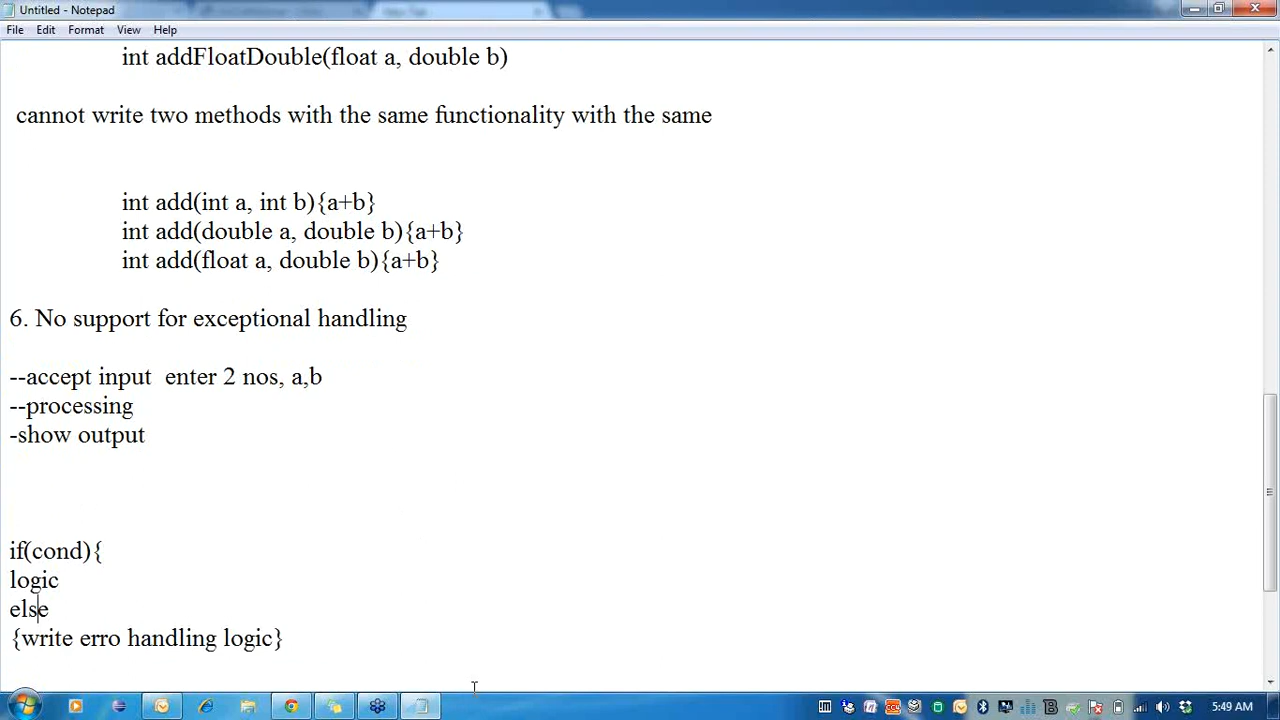 Untitled - Notepad
File Edit Format View Help
int addFloatDouble(float a, double b)
cannot write two methods with the same functionality with the same
int add(int a, int b){a+b}
int add(double a, double b){a+b}
int add(float a, double b){a+b}
6. No support for exceptional handling
--accept input  enter 2 nos, a,b
--processing
-show output
if(cond){
logic
else
{write erro handling logic}
5:49 AM